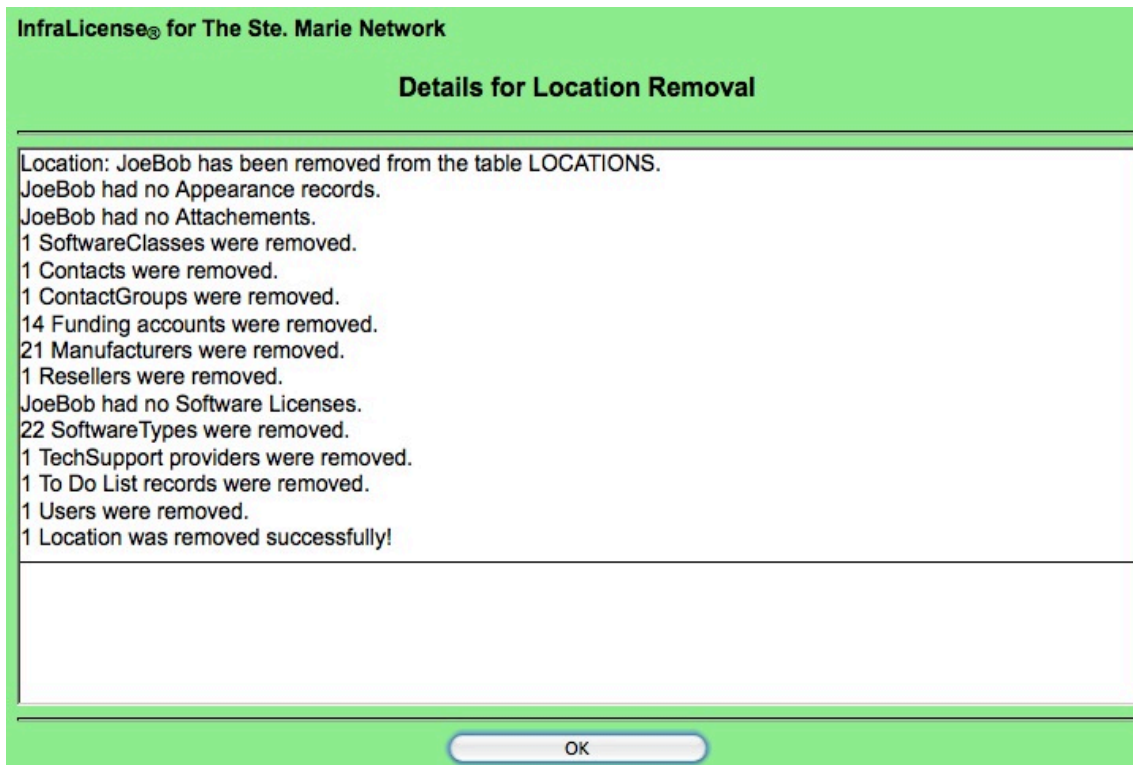 InfraLicense® for The Ste. Marie Network
Details for Location Removal
Location: JoeBob has been removed from the table LOCATIONS.
JoeBob had no Appearance records.
JoeBob had no Attachements.
1 SoftwareClasses were removed.
1 Contacts were removed.
1 ContactGroups were removed.
14 Funding accounts were removed.
21 Manufacturers were removed.
1 Resellers were removed.
JoeBob had no Software Licenses.
22 SoftwareTypes were removed.
1 TechSupport providers were removed.
1 To Do List records were removed.
1 Users were removed.
1 Location was removed successfully!
OK